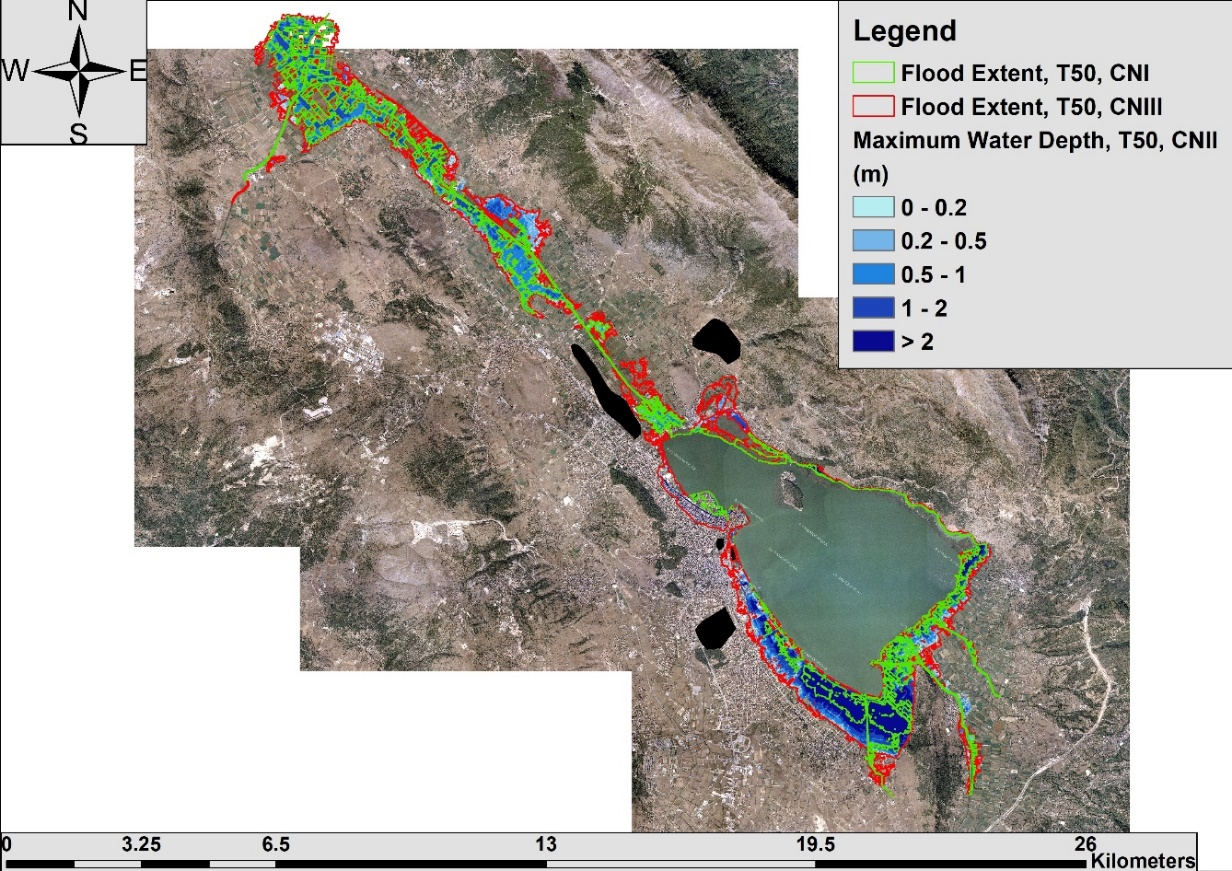 N
W E
S
Legend
Flood Extent, T50, CNI
Flood Extent, T50, CNIII
Maximum Water Depth, T50, CNII
(m)
0 - 0.2
0.2 - 0.5
0.5 - 1
1 - 2
> 2
0 3.25 6.5 13 19.5 26
Kilometers